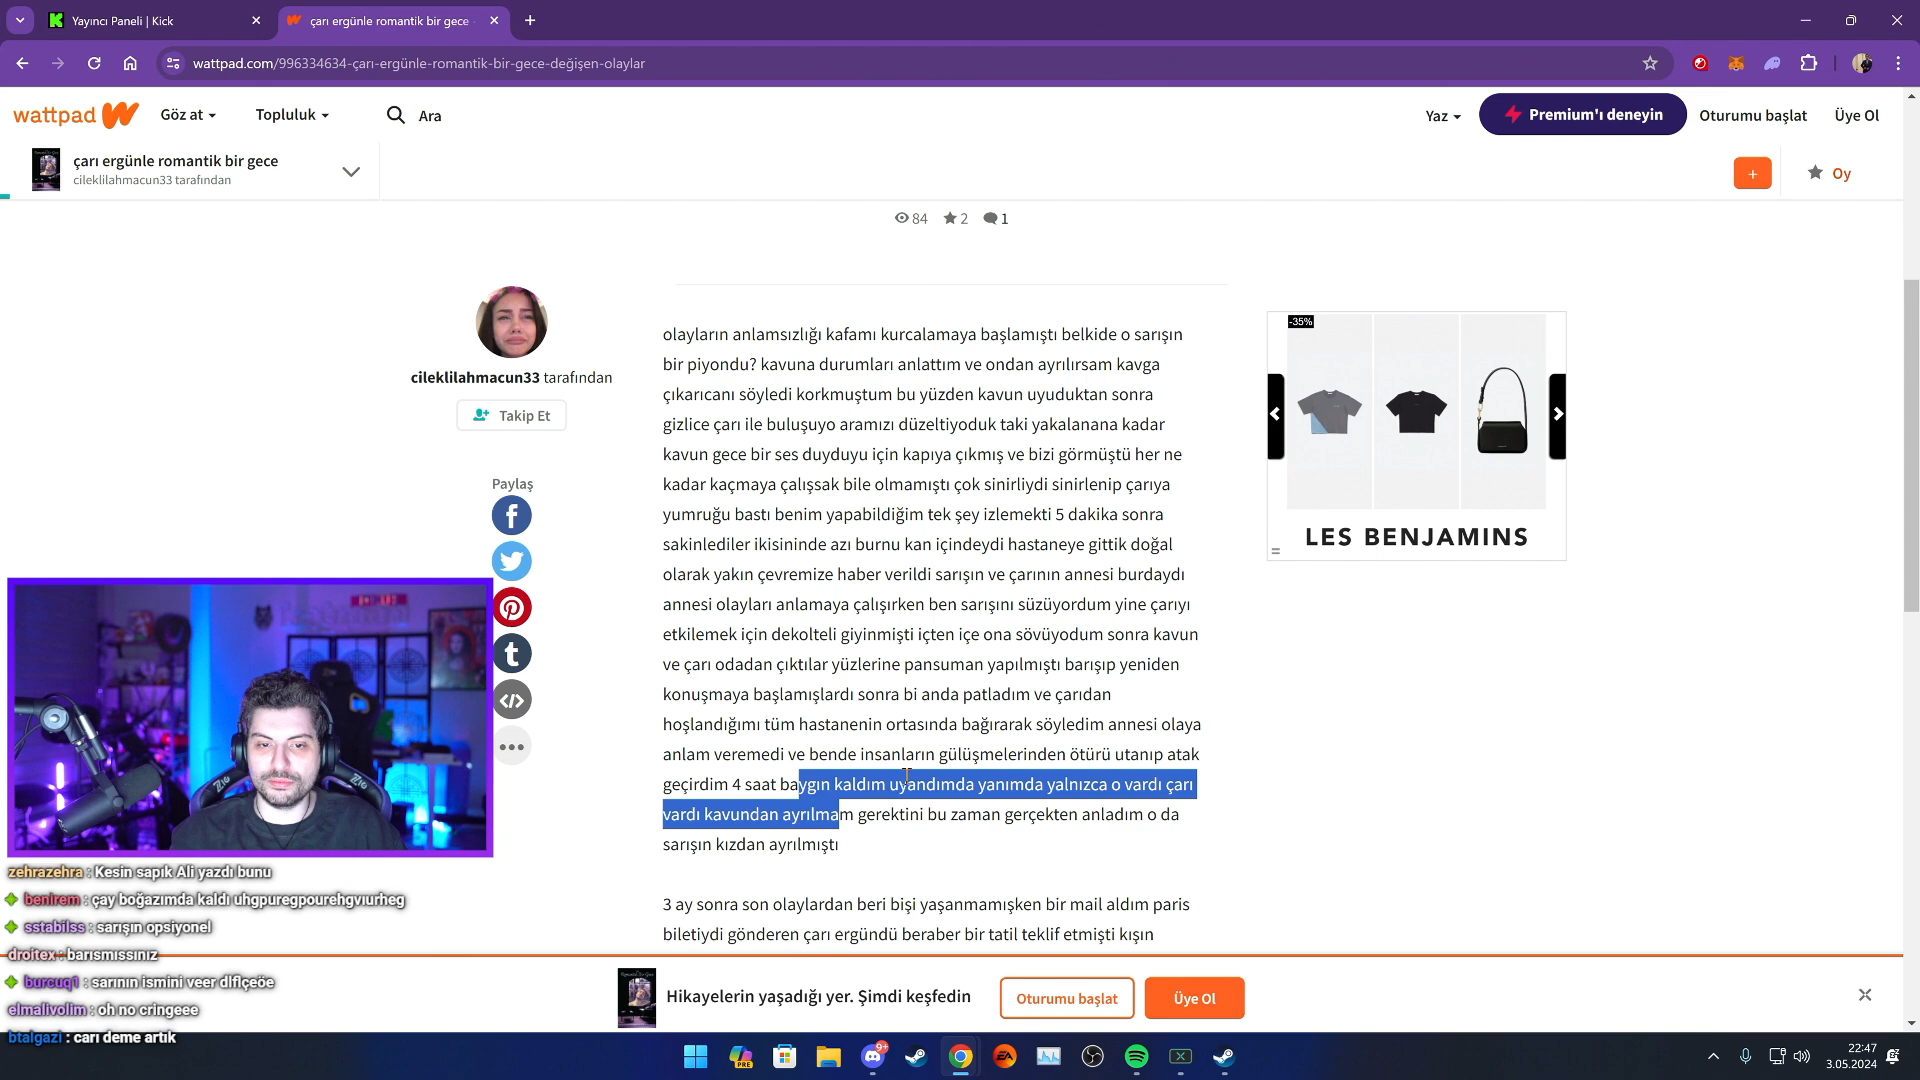 Yayıncı Paneli | Kick
çarı ergünle romantik bir gece
wattpad.com/996334634-çarı-ergünle-romantik-bir-gece-değişen-olaylar
wattpad
Göz at
Topluluk
Ara
Yaz
Premium'ı deneyin
Oturumu başlat
Üye Ol
çarı ergünle romantik bir gece
cileklilahmacun33 tarafından
+
Oy
84
2
1
cileklilahmacun33 tarafından
Takip Et
Paylaş
olayların anlamsızlığı kafamı kurcalamaya başlamıştı belkide o sarışın
bir piyondu? kavuna durumları anlattım ve ondan ayrılırsam kavga
çıkarıcanı söyledi korkmuştum bu yüzden kavun uyuduktan sonra
gizlice çarı ile buluşuyo aramızı düzeltiyoduk taki yakalanana kadar
kavun gece bir ses duyduyu için kapıya çıkmış ve bizi görmüştü her ne
kadar kaçmaya çalışsak bile olmamıştı çok sinirliydi sinirlenip çarıya
yumruğu bastı benim yapabildiğim tek şey izlemekti 5 dakika sonra
sakinlediler ikisininde azı burnu kan içindeydi hastaneye gittik doğal
olarak yakın çevremize haber verildi sarışın ve çarının annesi burdaydı
annesi olayları anlamaya çalışırken ben sarışını süzüyordum yine çarıyı
etkilemek için dekolteli giyinmişti içten içe ona sövüyodum sonra kavun
ve çarı odadan çıktılar yüzlerine pansuman yapılmıştı barışıp yeniden
konuşmaya başlamışlardı sonra bi anda patladım ve çarıdan
hoşlandığımı tüm hastanenin ortasında bağırarak söyledim annesi olaya
anlam veremedi ve bende insanların gülüşmelerinden ötürü utanıp atak
geçirdim 4 saat baygın kaldım uyandımda yanımda yalnızca o vardı çarı
vardı kavundan ayrılmam gerektini bu zaman gerçekten anladım o da
sarışın kızdan ayrılmıştı
3 ay sonra son olaylardan beri bişi yaşanmamışken bir mail aldım paris
biletiydi gönderen çarı ergündü beraber bir tatil teklif etmişti kışın
-35%
LES BENJAMINS
zehrazehra : Kesin sapık Ali yazdı bunu
benirem : çay boğazımda kaldı uhgpuregpourehgvıurheg
sstabilss : sarışın opsiyonel
droitex : barısmıssınız
burcuq1 : sarının ismini veer dlflçeöe
elmalivolim : oh no cringeee
btalgazi : carı deme artık
Hikayelerin yaşadığı yer. Şimdi keşfedin
Oturumu başlat
Üye Ol
PRE
9+
EA
22:47
3.05.2024